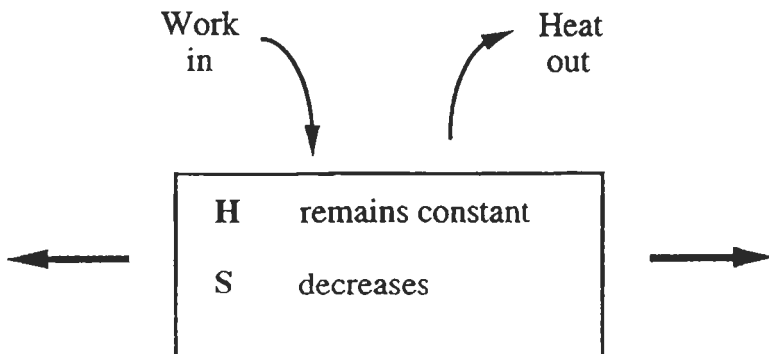 Work
in
Heat
out
H remains constant
S decreases